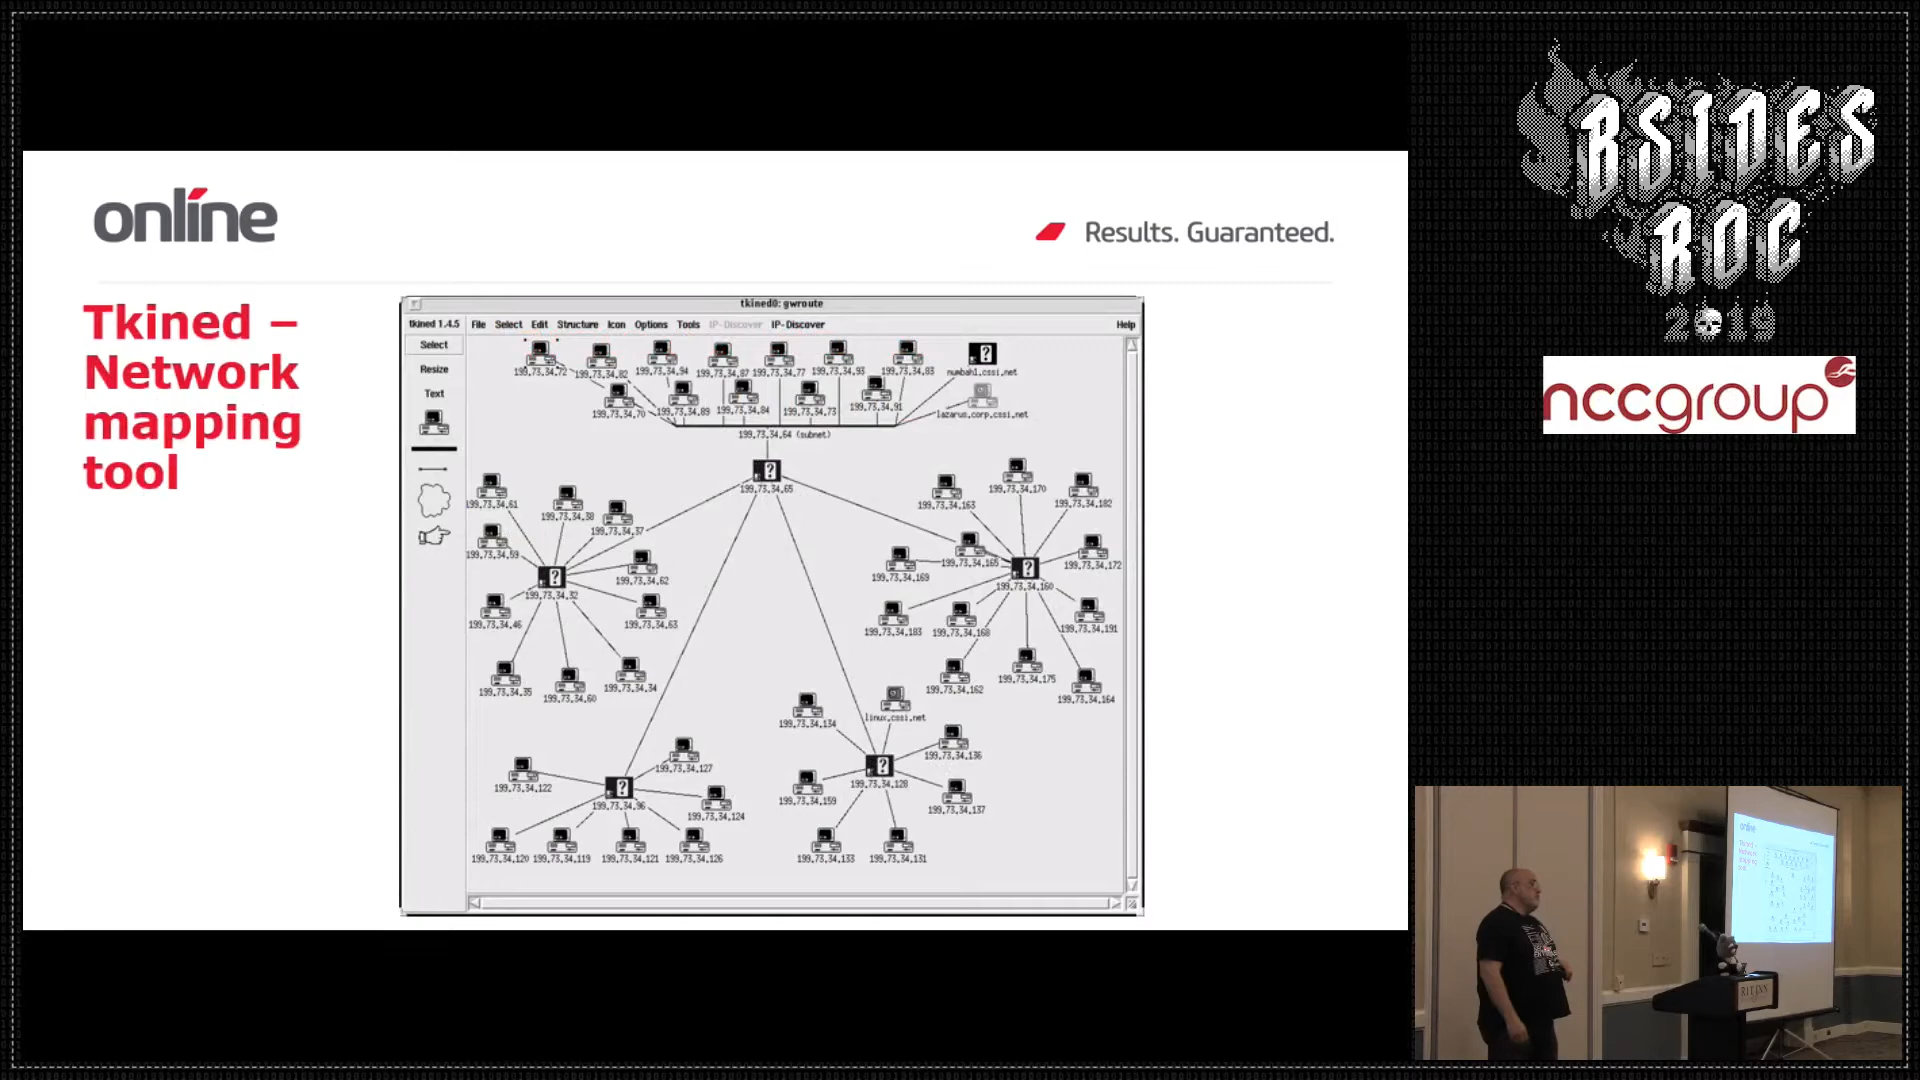 online
Results. Guaranteed.
Tkined –
Network
mapping
tool
tkined0: gwroute
tkined 1.4.5 File Select Edit Structure Icon Options Tools IP-Discover IP-Discover Help
Select
Resize
Text
199.73.34.72
199.73.34.82
199.73.34.94
199.73.34.87
199.73.34.77
199.73.34.93
199.73.34.83
numbah1.cssi.net
199.73.34.70
199.73.34.89
199.73.34.84
199.73.34.73
199.73.34.91
lazarus.corp.cssi.net
199.73.34.64 (subnet)
199.73.34.65
199.73.34.61
199.73.34.38
199.73.34.37
199.73.34.59
199.73.34.62
199.73.34.32
199.73.34.46
199.73.34.63
199.73.34.35
199.73.34.60
199.73.34.34
199.73.34.163
199.73.34.170
199.73.34.182
199.73.34.169
199.73.34.165
199.73.34.172
199.73.34.160
199.73.34.183
199.73.34.168
199.73.34.191
199.73.34.162
199.73.34.175
199.73.34.164
199.73.34.134
linux.cssi.net
199.73.34.136
199.73.34.128
199.73.34.159
199.73.34.137
199.73.34.133
199.73.34.131
199.73.34.127
199.73.34.122
199.73.34.96
199.73.34.124
199.73.34.120
199.73.34.119
199.73.34.121
199.73.34.126
BSIDES
ROC
2019
nccgroup
online
Tkined –
Network
mapping
tool
RIT INN